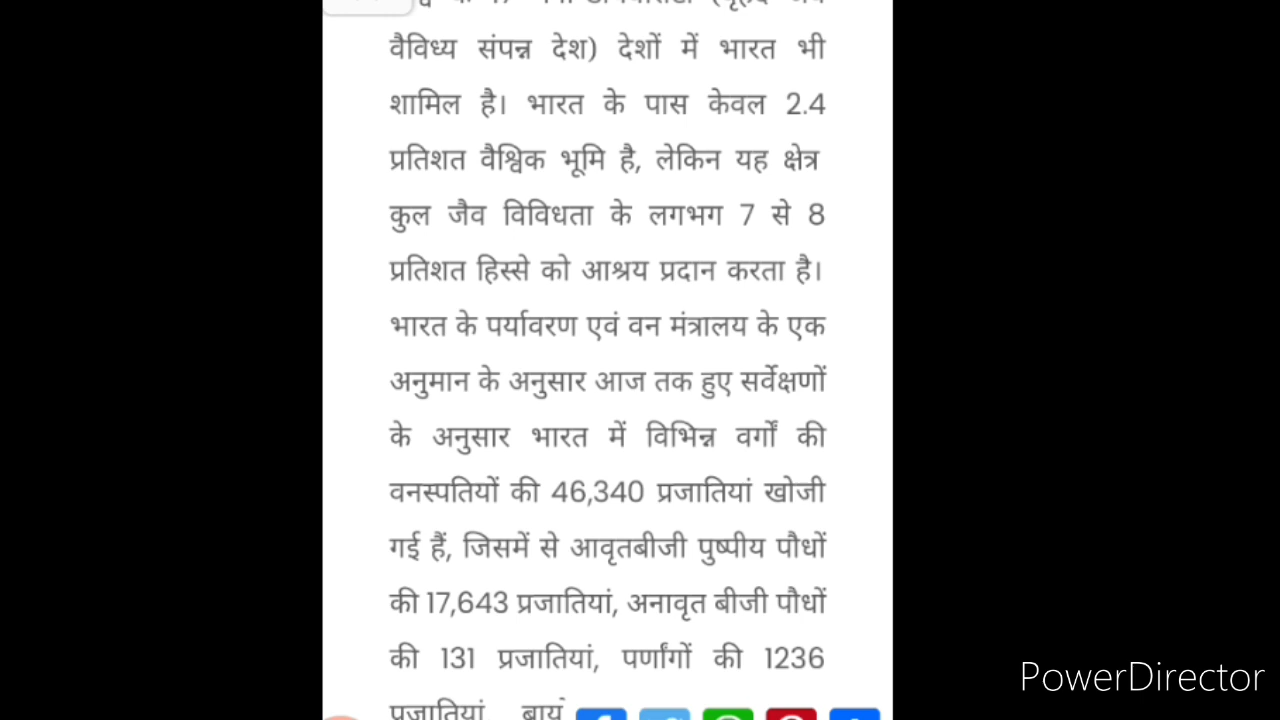 वैविध्य संपन्न देश) देशों में भारत भी
शामिल है। भारत के पास केवल 2.4
प्रतिशत वैश्विक भूमि है, लेकिन यह क्षेत्र
कुल जैव विविधता के लगभग 7 से 8
प्रतिशत हिस्से को आश्रय प्रदान करता है।
भारत के पर्यावरण एवं वन मंत्रालय के एक
अनुमान के अनुसार आज तक हुए सर्वेक्षणों
के अनुसार भारत में विभिन्न वर्गों की
वनस्पतियों की 46,340 प्रजातियां खोजी
गई हैं, जिसमें से आवृतबीजी पुष्पीय पौधों
की 17,643 प्रजातियां, अनावृत बीजी पौधों
की 131 प्रजातियां, पर्णांगों की 1236
प्रजातियां,
PowerDirector